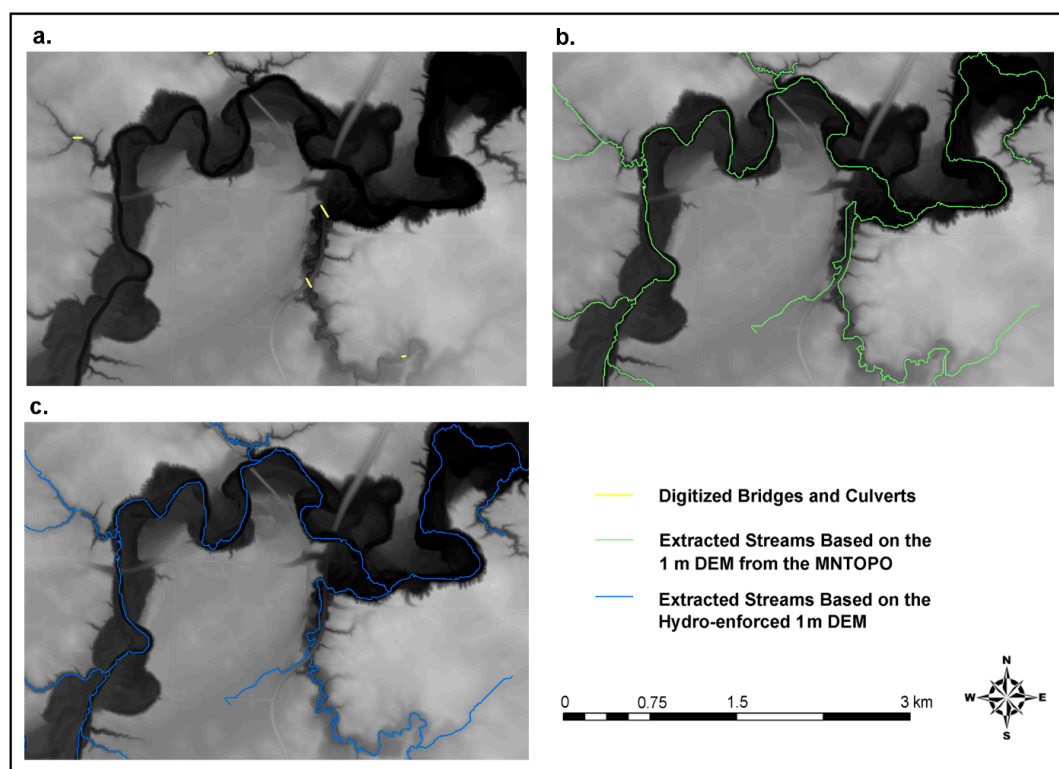 a.
b.
c.
Digitized Bridges and Culverts
Extracted Streams Based on the
1 m DEM from the MNTOPO
Extracted Streams Based on the
Hydro-enforced 1m DEM
0 0.75 1.5 3 km
N
W E
S